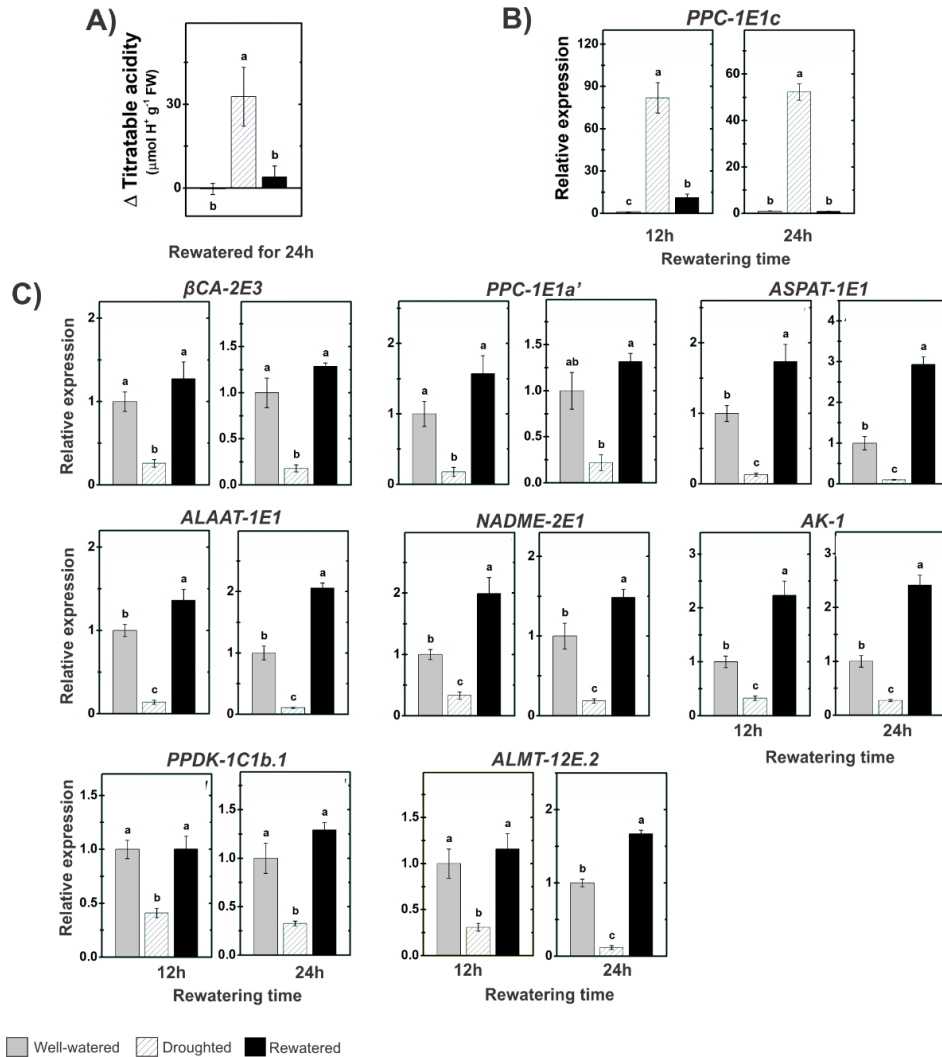 A)
Δ Titratable acidity
(μmol H⁺ g⁻¹ FW)
30
0
a
b
b
Rewatered for 24h
B)
PPC-1E1c
Relative expression
120
90
60
30
0
c
a
b
12h
60
40
20
0
b
a
b
24h
Rewatering time
C)
βCA-2E3
Relative expression
2
1
0
a
b
a
1.5
1.0
0.5
0.0
a
b
a
PPC-1E1a’
2
1
0
a
b
a
1.5
1.0
0.5
0.0
ab
b
a
ASPAT-1E1
2
1
0
b
c
a
4
3
2
1
0
b
c
a
ALAAT-1E1
Relative expression
2
1
0
b
c
a
2
1
0
b
c
a
NADME-2E1
2
1
0
b
c
a
2
1
0
b
c
a
AK-1
3
2
1
0
b
c
a
12h
3
2
1
0
b
c
a
24h
Rewatering time
PPDK-1C1b.1
Relative expression
1.5
1.0
0.5
0.0
a
b
a
12h
1.5
1.0
0.5
0.0
a
b
a
24h
Rewatering time
ALMT-12E.2
1.5
1.0
0.5
0.0
a
b
a
12h
2
1
0
b
c
a
24h
Rewatering time
Well-watered
Droughted
Rewatered